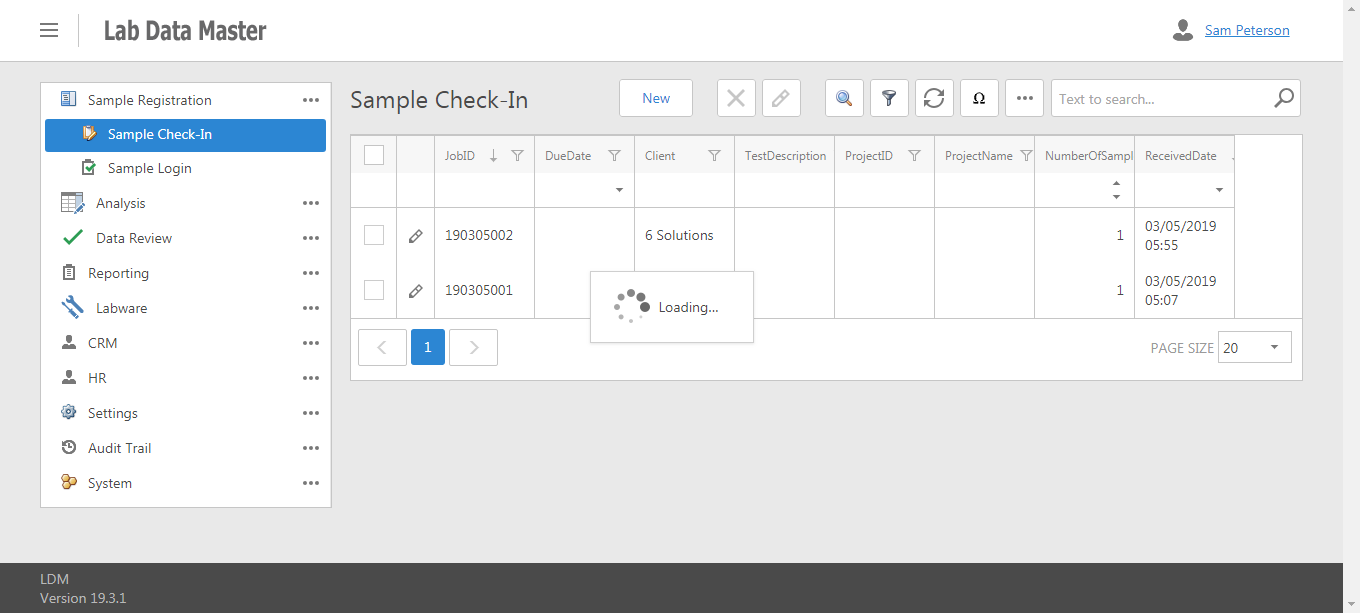 Lab Data Master
Sam Peterson
Sample Registration
Sample Check-In
Sample Login
Analysis
Data Review
Reporting
Labware
CRM
HR
Settings
Audit Trail
System
Sample Check-In
New
Ω
Text to search...
JobID DueDate Client TestDescription ProjectID ProjectName NumberOfSampl ReceivedDate
190305002 6 Solutions 1 03/05/2019
05:55
190305001 1 03/05/2019
05:07
Loading...
1
PAGE SIZE 20
LDM
Version 19.3.1